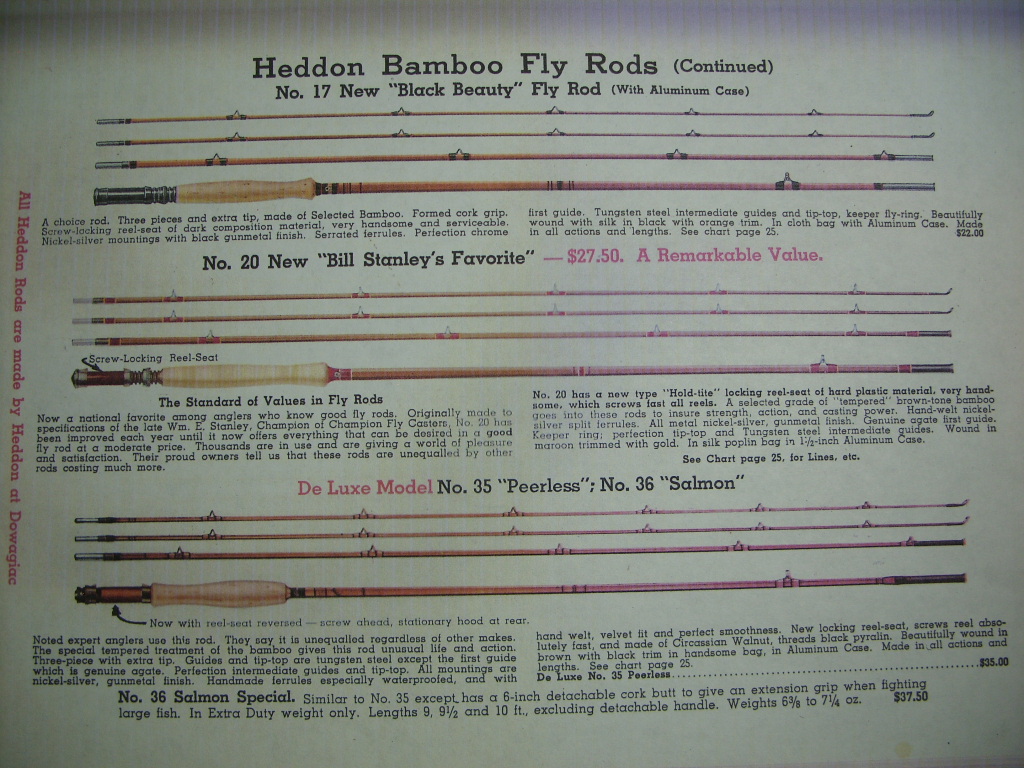 Heddon Bamboo Fly Rods (Continued)
No. 17 New "Black Beauty" Fly Rod (With Aluminum Case)
A choice rod. Three pieces and extra tip, made of Selected Bamboo. Formed cork grip.
Screw-locking reel-seat of dark composition material, very handsome and serviceable.
Nickel-silver mountings with black gunmetal finish. Serrated ferrules. Perfection chrome
first guide. Tungsten steel intermediate guides and tip-top, keeper fly-ring. Beautifully
wound with silk in black with orange trim. In cloth bag with Aluminum Case. Made
in all actions and lengths. See chart page 25. $22.00
No. 20 New "Bill Stanley's Favorite" — $27.50. A Remarkable Value.
Screw-Locking Reel-Seat
The Standard of Values in Fly Rods
Now a national favorite among anglers who know good fly rods. Originally made to
specifications of the late Wm. E. Stanley, Champion of Champion Fly Casters, No. 20 has
been improved each year until it now offers everything that can be desired in a good
fly rod at a moderate price. Thousands are in use and are giving a world of pleasure
and satisfaction. Their proud owners tell us that these rods are unequalled by other
rods costing much more.
No. 20 has a new type "Hold-tite" locking reel-seat of hard plastic material, very hand-
some, which screws fast all reels. A selected grade of "tempered" brown-tone bamboo
goes into these rods to insure strength, action, and casting power. Hand-welt nickel-
silver split ferrules. All metal nickel-silver, gunmetal finish. Genuine agate first guide.
Keeper ring; perfection tip-top and Tungsten steel intermediate guides. Wound in
maroon trimmed with gold. In silk poplin bag in 1½-inch Aluminum Case.
See Chart page 25, for Lines, etc.
De Luxe Model No. 35 "Peerless"; No. 36 "Salmon"
Now with reel-seat reversed — screw ahead, stationary hood at rear.
Noted expert anglers use this rod. They say it is unequalled regardless of other makes.
The special tempered treatment of the bamboo gives this rod unusual life and action.
Three-piece with extra tip. Guides and tip-top are tungsten steel except the first guide
which is genuine agate. Perfection intermediate guides and tip-top. All mountings are
nickel-silver, gunmetal finish. Handmade ferrules especially waterproofed, and with
hand welt, velvet fit and perfect smoothness. New locking reel-seat, screws reel abso-
lutely fast, and made of Circassian Walnut, threads black pyralin. Beautifully wound in
brown with black trim in handsome bag, in Aluminum Case. Made in all actions and
lengths. See chart page 25.
De Luxe No. 35 Peerless........................................................$35.00
No. 36 Salmon Special. Similar to No. 35 except has a 6-inch detachable cork butt to give an extension grip when fighting
large fish. In Extra Duty weight only. Lengths 9, 9½ and 10 ft., excluding detachable handle. Weights 6⅜ to 7¼ oz. $37.50
All Heddon Rods are made by Heddon at Dowagiac